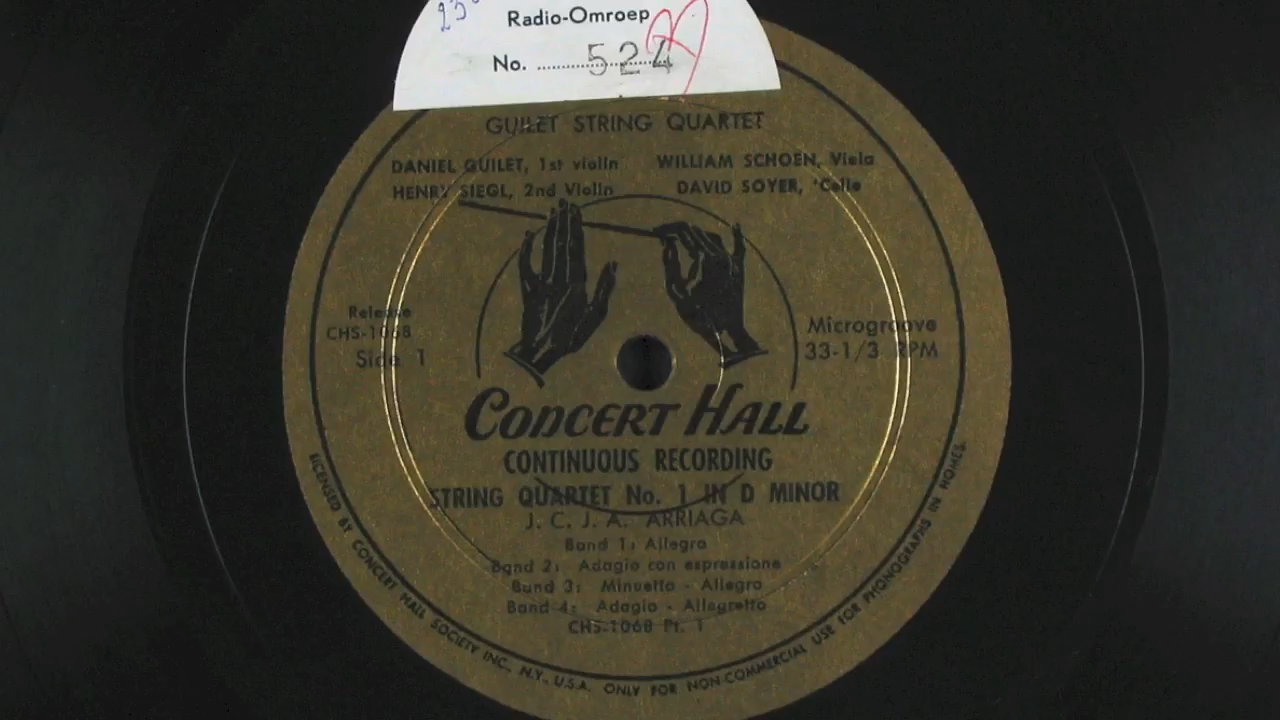 Radio-Omroep
No. 524
GUILET STRING QUARTET
DANIEL GUILET, 1st violin WILLIAM SCHOEN, Viola
HENRY SIEGL, 2nd Violin DAVID SOYER, 'Cello
Release
CHS-1068
Side 1
Microgroove
33-1/3 RPM
CONCERT HALL
CONTINUOUS RECORDING
STRING QUARTET No. 1 IN D MINOR
J. C. J. A. ARRIAGA
Band 1: Allegro
Band 2: Adagio con espressione
Band 3: Minuetto - Allegro
Band 4: Adagio - Allegretto
CHS-1068 Pt. 1
LICENSED BY CONCERT HALL SOCIETY INC., N.Y., U.S.A. ONLY FOR NON-COMMERCIAL USE FOR PHONOGRAPHS IN HOMES.